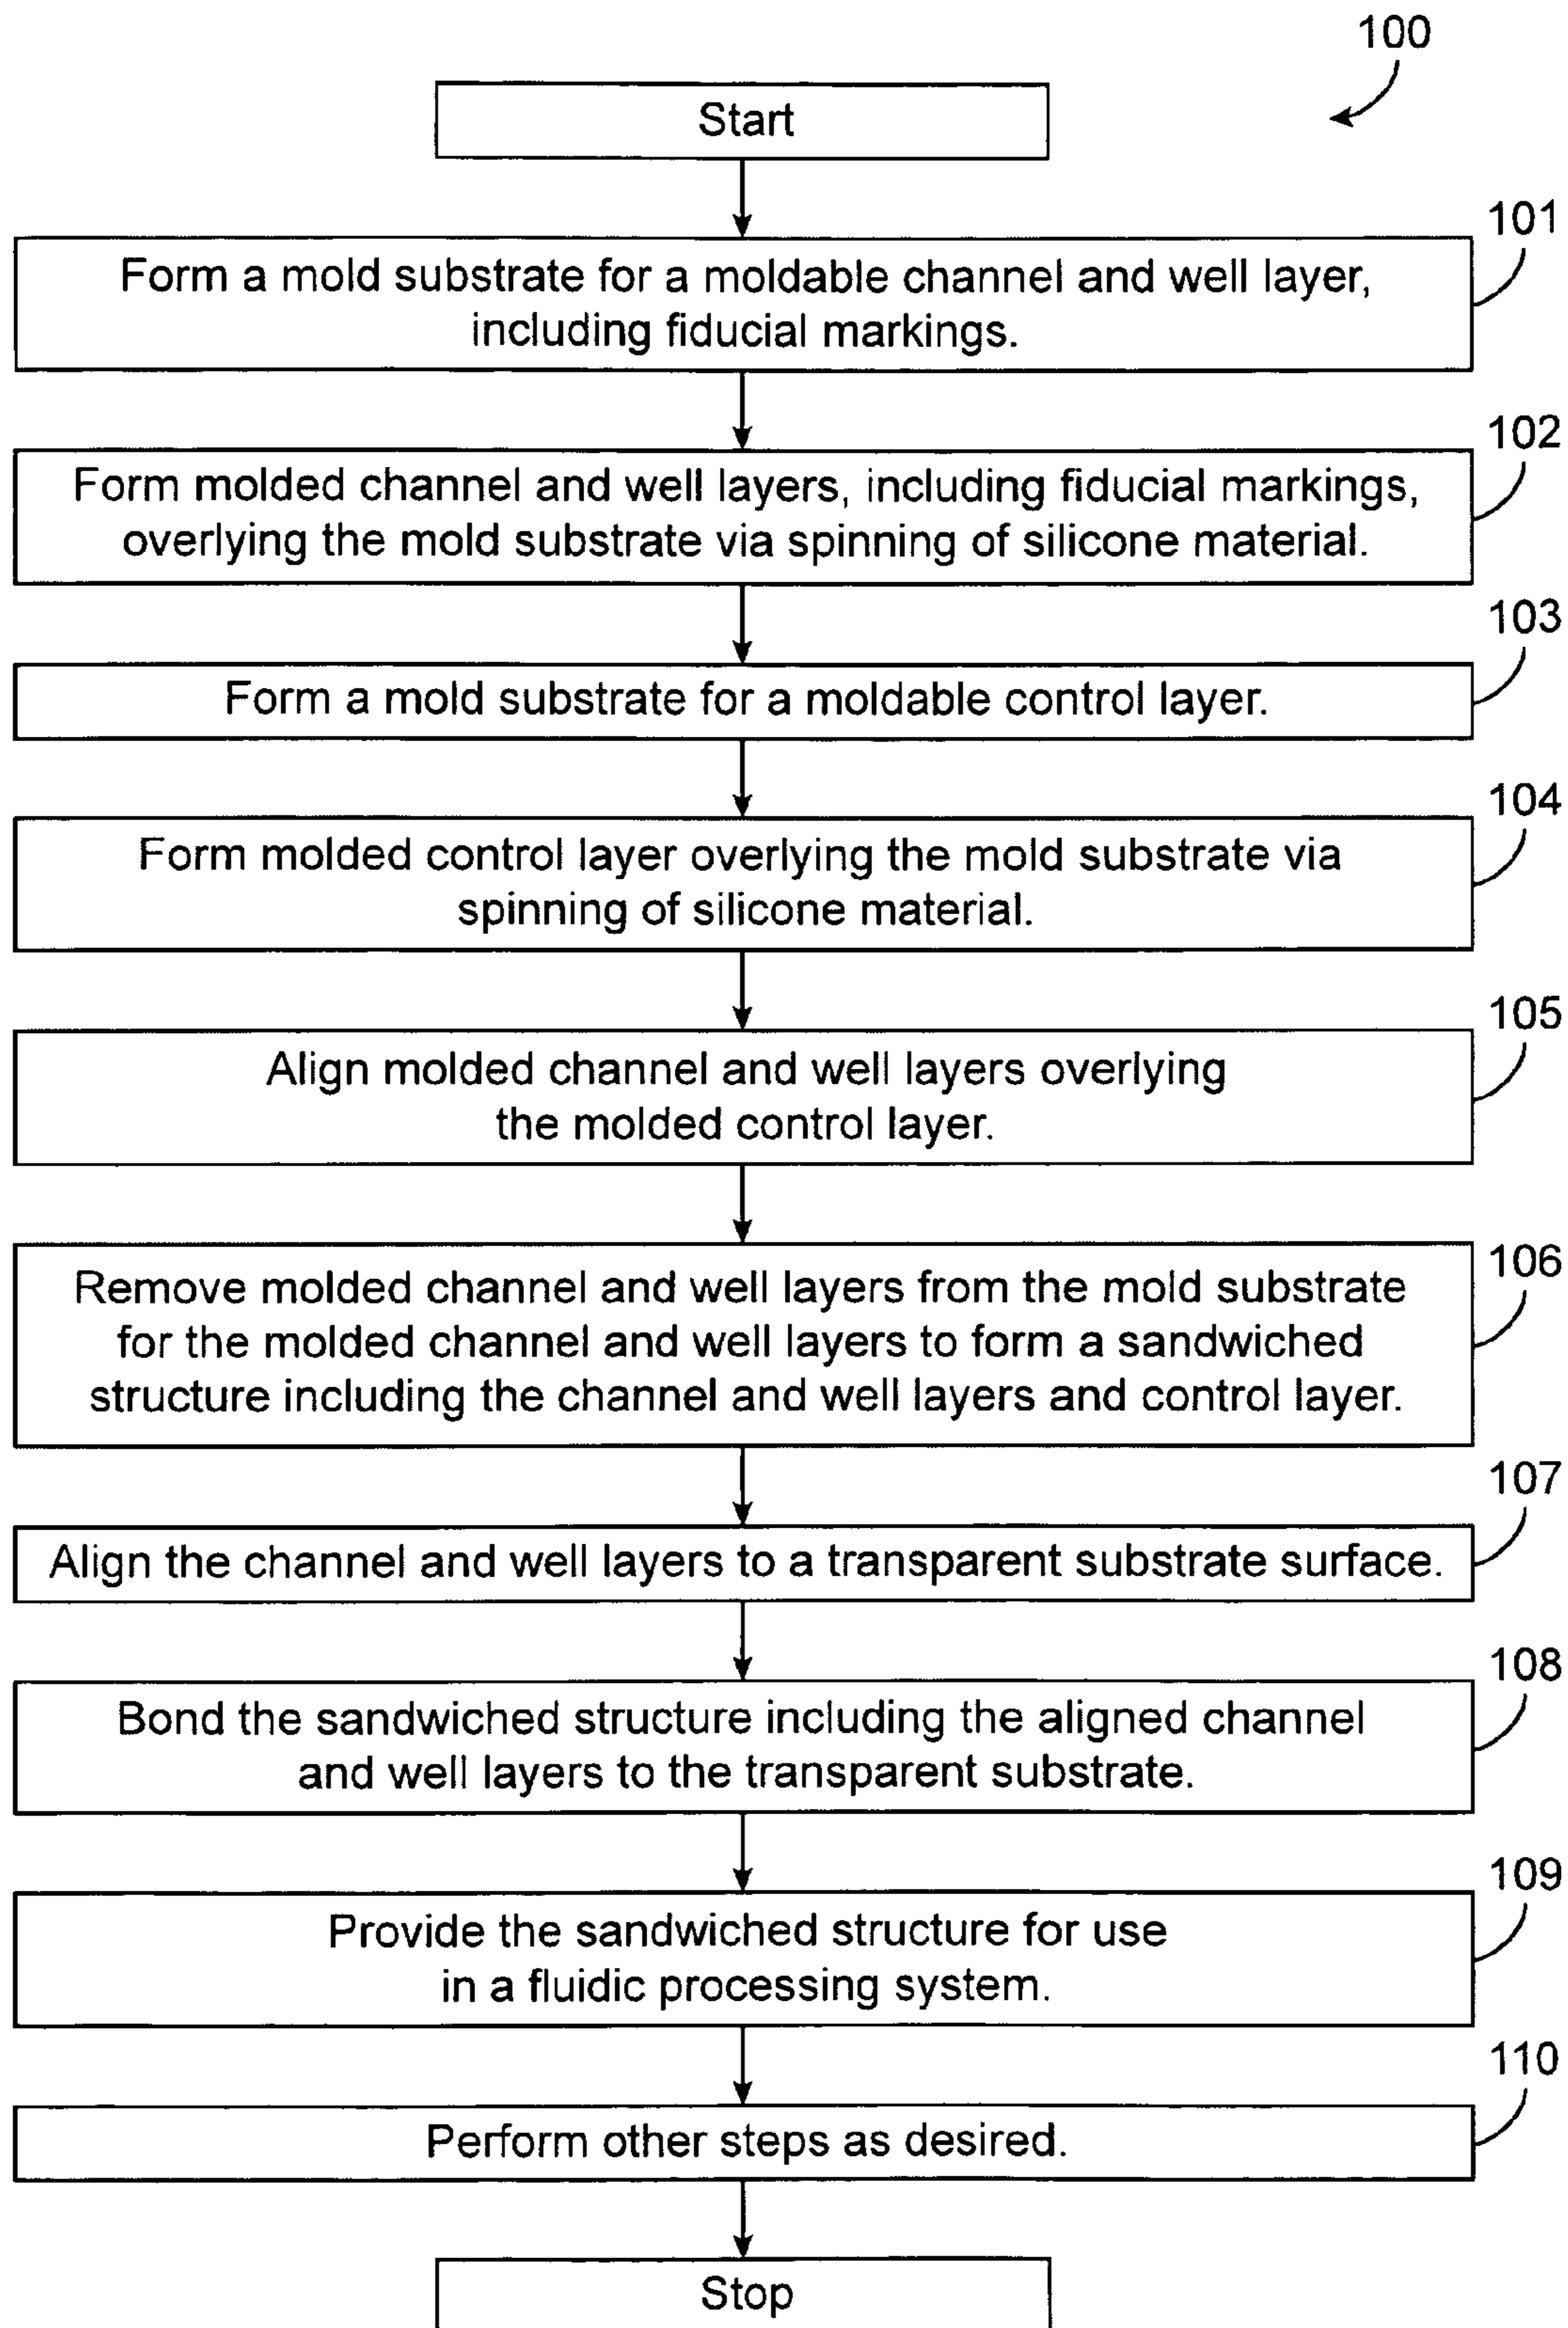 100
Start
101
Form a mold substrate for a moldable channel and well layer,
including fiducial markings.
102
Form molded channel and well layers, including fiducial markings,
overlying the mold substrate via spinning of silicone material.
103
Form a mold substrate for a moldable control layer.
104
Form molded control layer overlying the mold substrate via
spinning of silicone material.
105
Align molded channel and well layers overlying
the molded control layer.
106
Remove molded channel and well layers from the mold substrate
for the molded channel and well layers to form a sandwiched
structure including the channel and well layers and control layer.
107
Align the channel and well layers to a transparent substrate surface.
108
Bond the sandwiched structure including the aligned channel
and well layers to the transparent substrate.
109
Provide the sandwiched structure for use
in a fluidic processing system.
110
Perform other steps as desired.
Stop